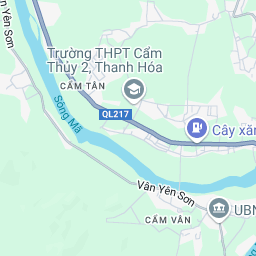 Vân Yên Sơn
Trường THPT Cẩm
Thủy 2, Thanh Hóa
CẨM TÂN
Sông Mã
QL217
Cây xăn
Vân Yên Sơn
UBN
CẨM VÂN